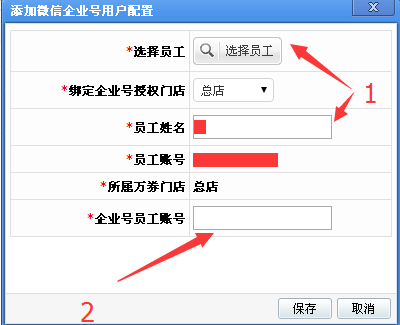 添加微信企业号用户配置
*选择员工 选择员工
*绑定企业号授权门店 总店
1
*员工姓名
*员工账号
*所属万券门店 总店
*企业号员工账号
2
保存 取消